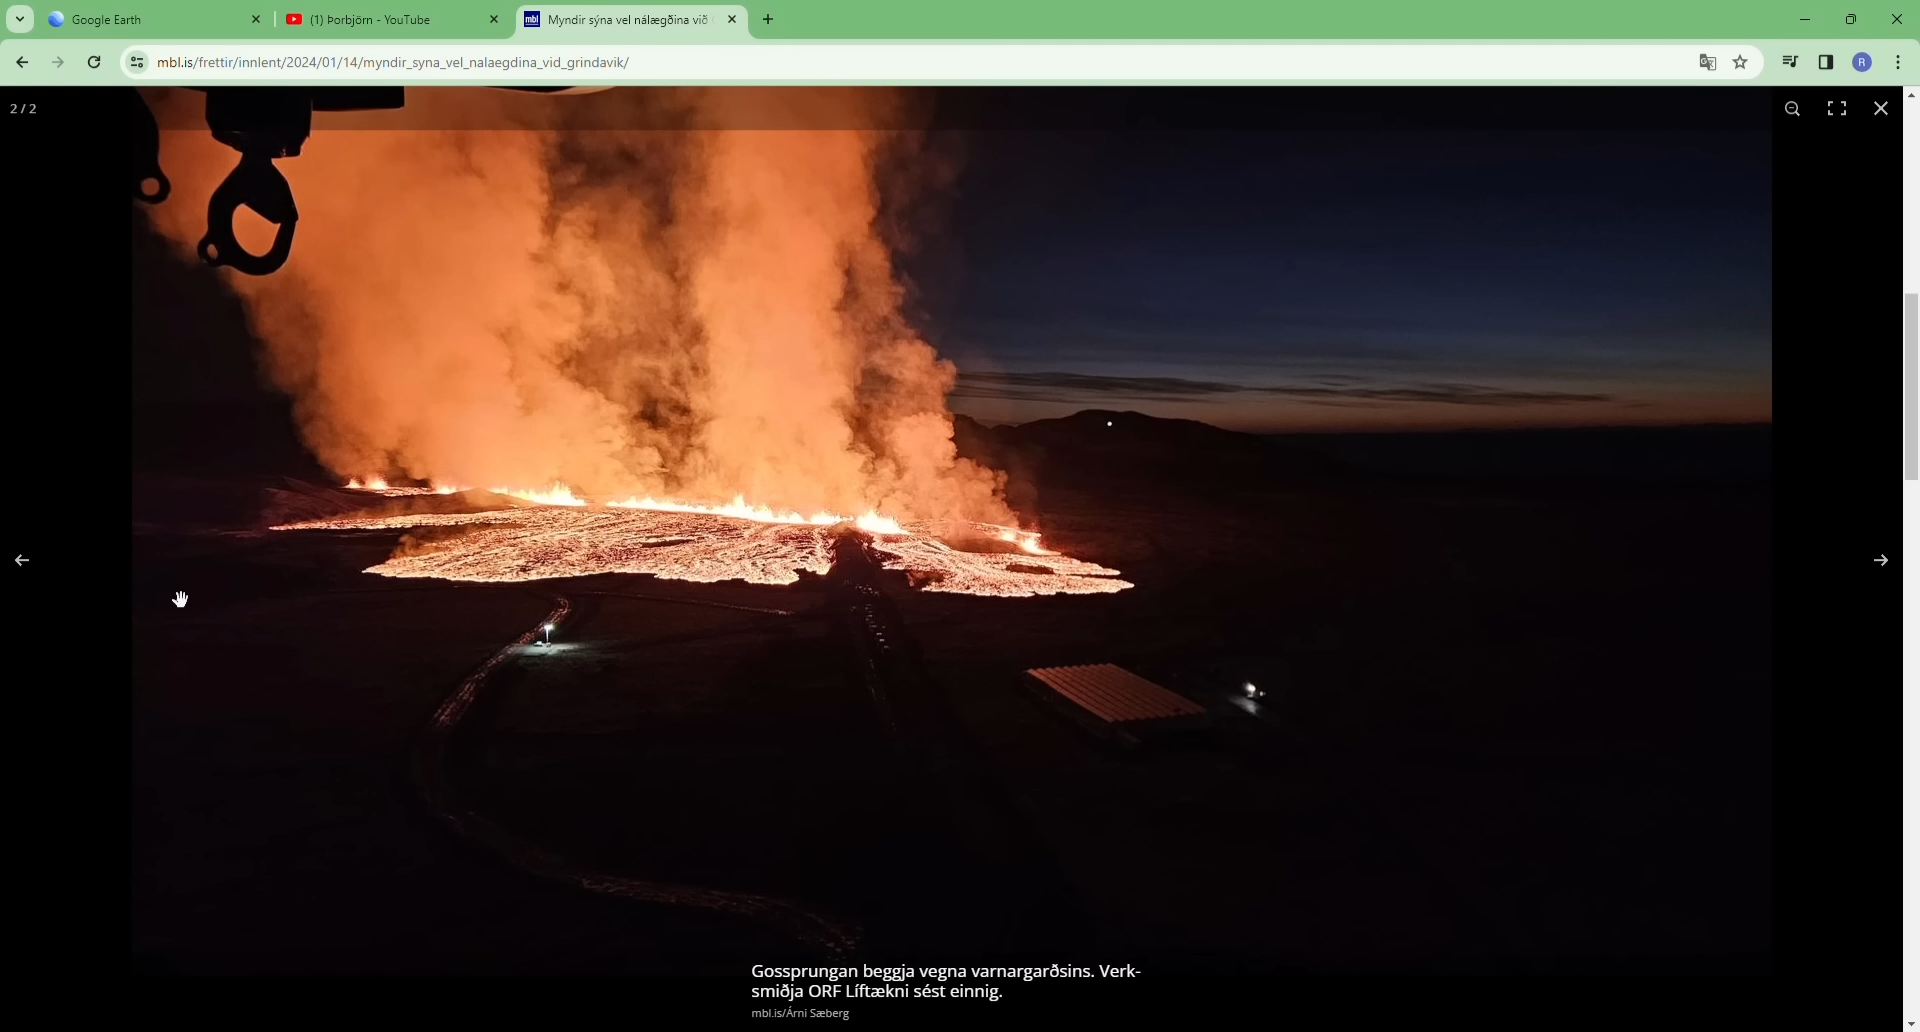 Google Earth
(1) Þorbjörn - YouTube
Myndir sýna vel nálægðina við
mbl.is/frettir/innlent/2024/01/14/myndir_syna_vel_nalaegdina_vid_grindavik/
R
2 / 2
Gossprungan beggja vegna varnargarðsins. Verk-
smiðja ORF Líftækni sést einnig.
mbl.is/Árni Sæberg